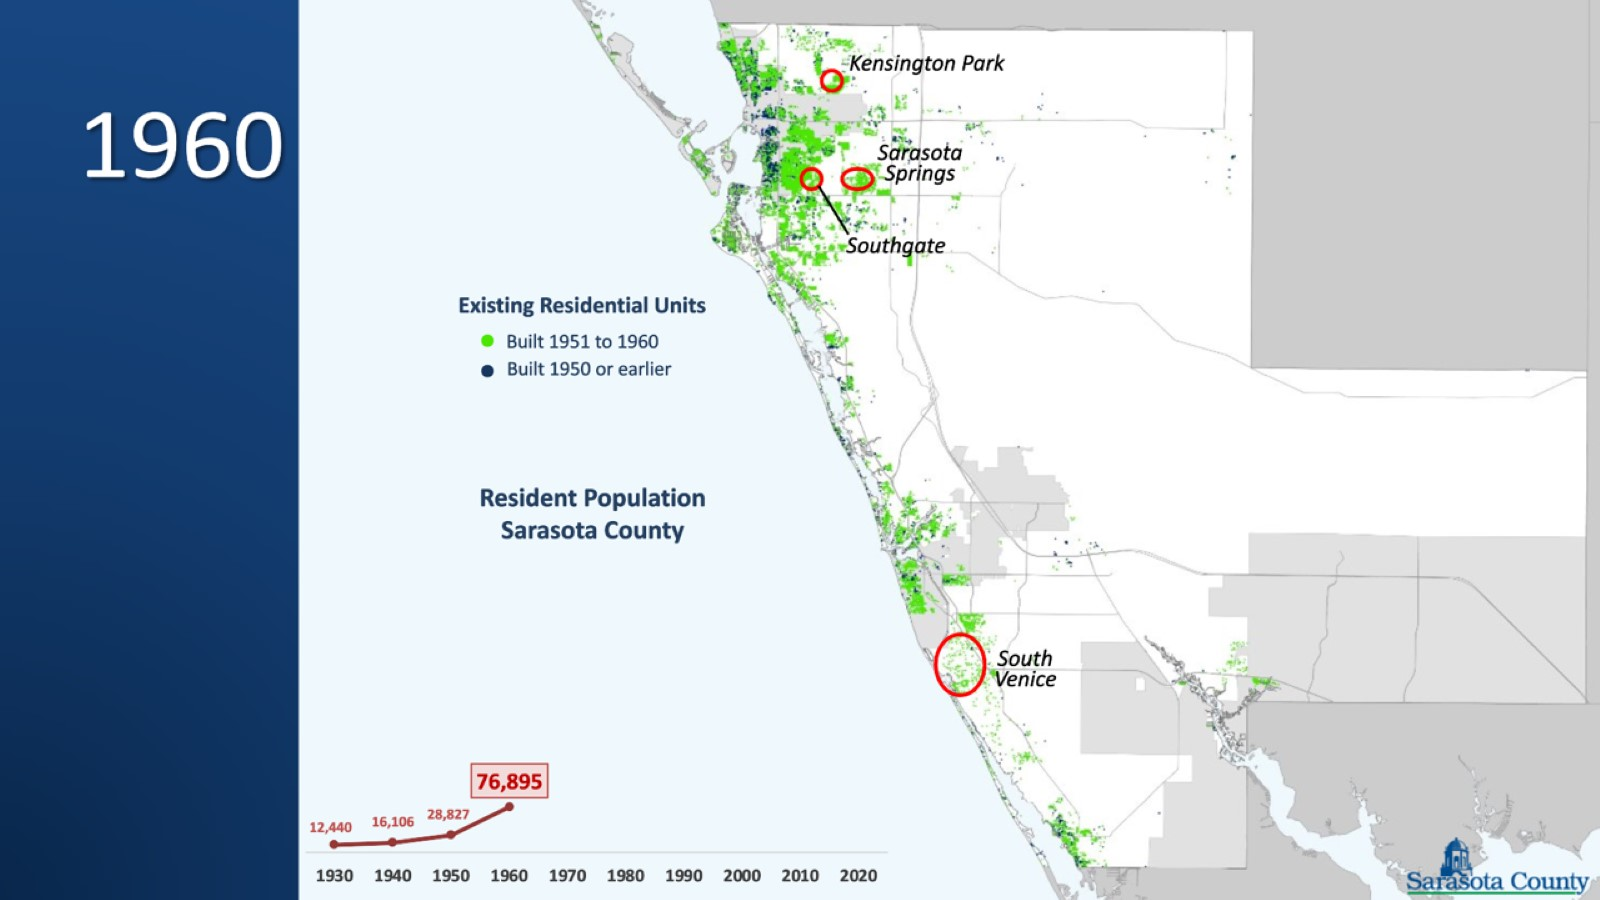 1960
Kensington Park
Sarasota
Springs
Southgate
Existing Residential Units
Built 1951 to 1960
Built 1950 or earlier
Resident Population
Sarasota County
South
Venice
76,895
12,440
16,106
28,827
1930 1940 1950 1960 1970 1980 1990 2000 2010 2020
Sarasota County